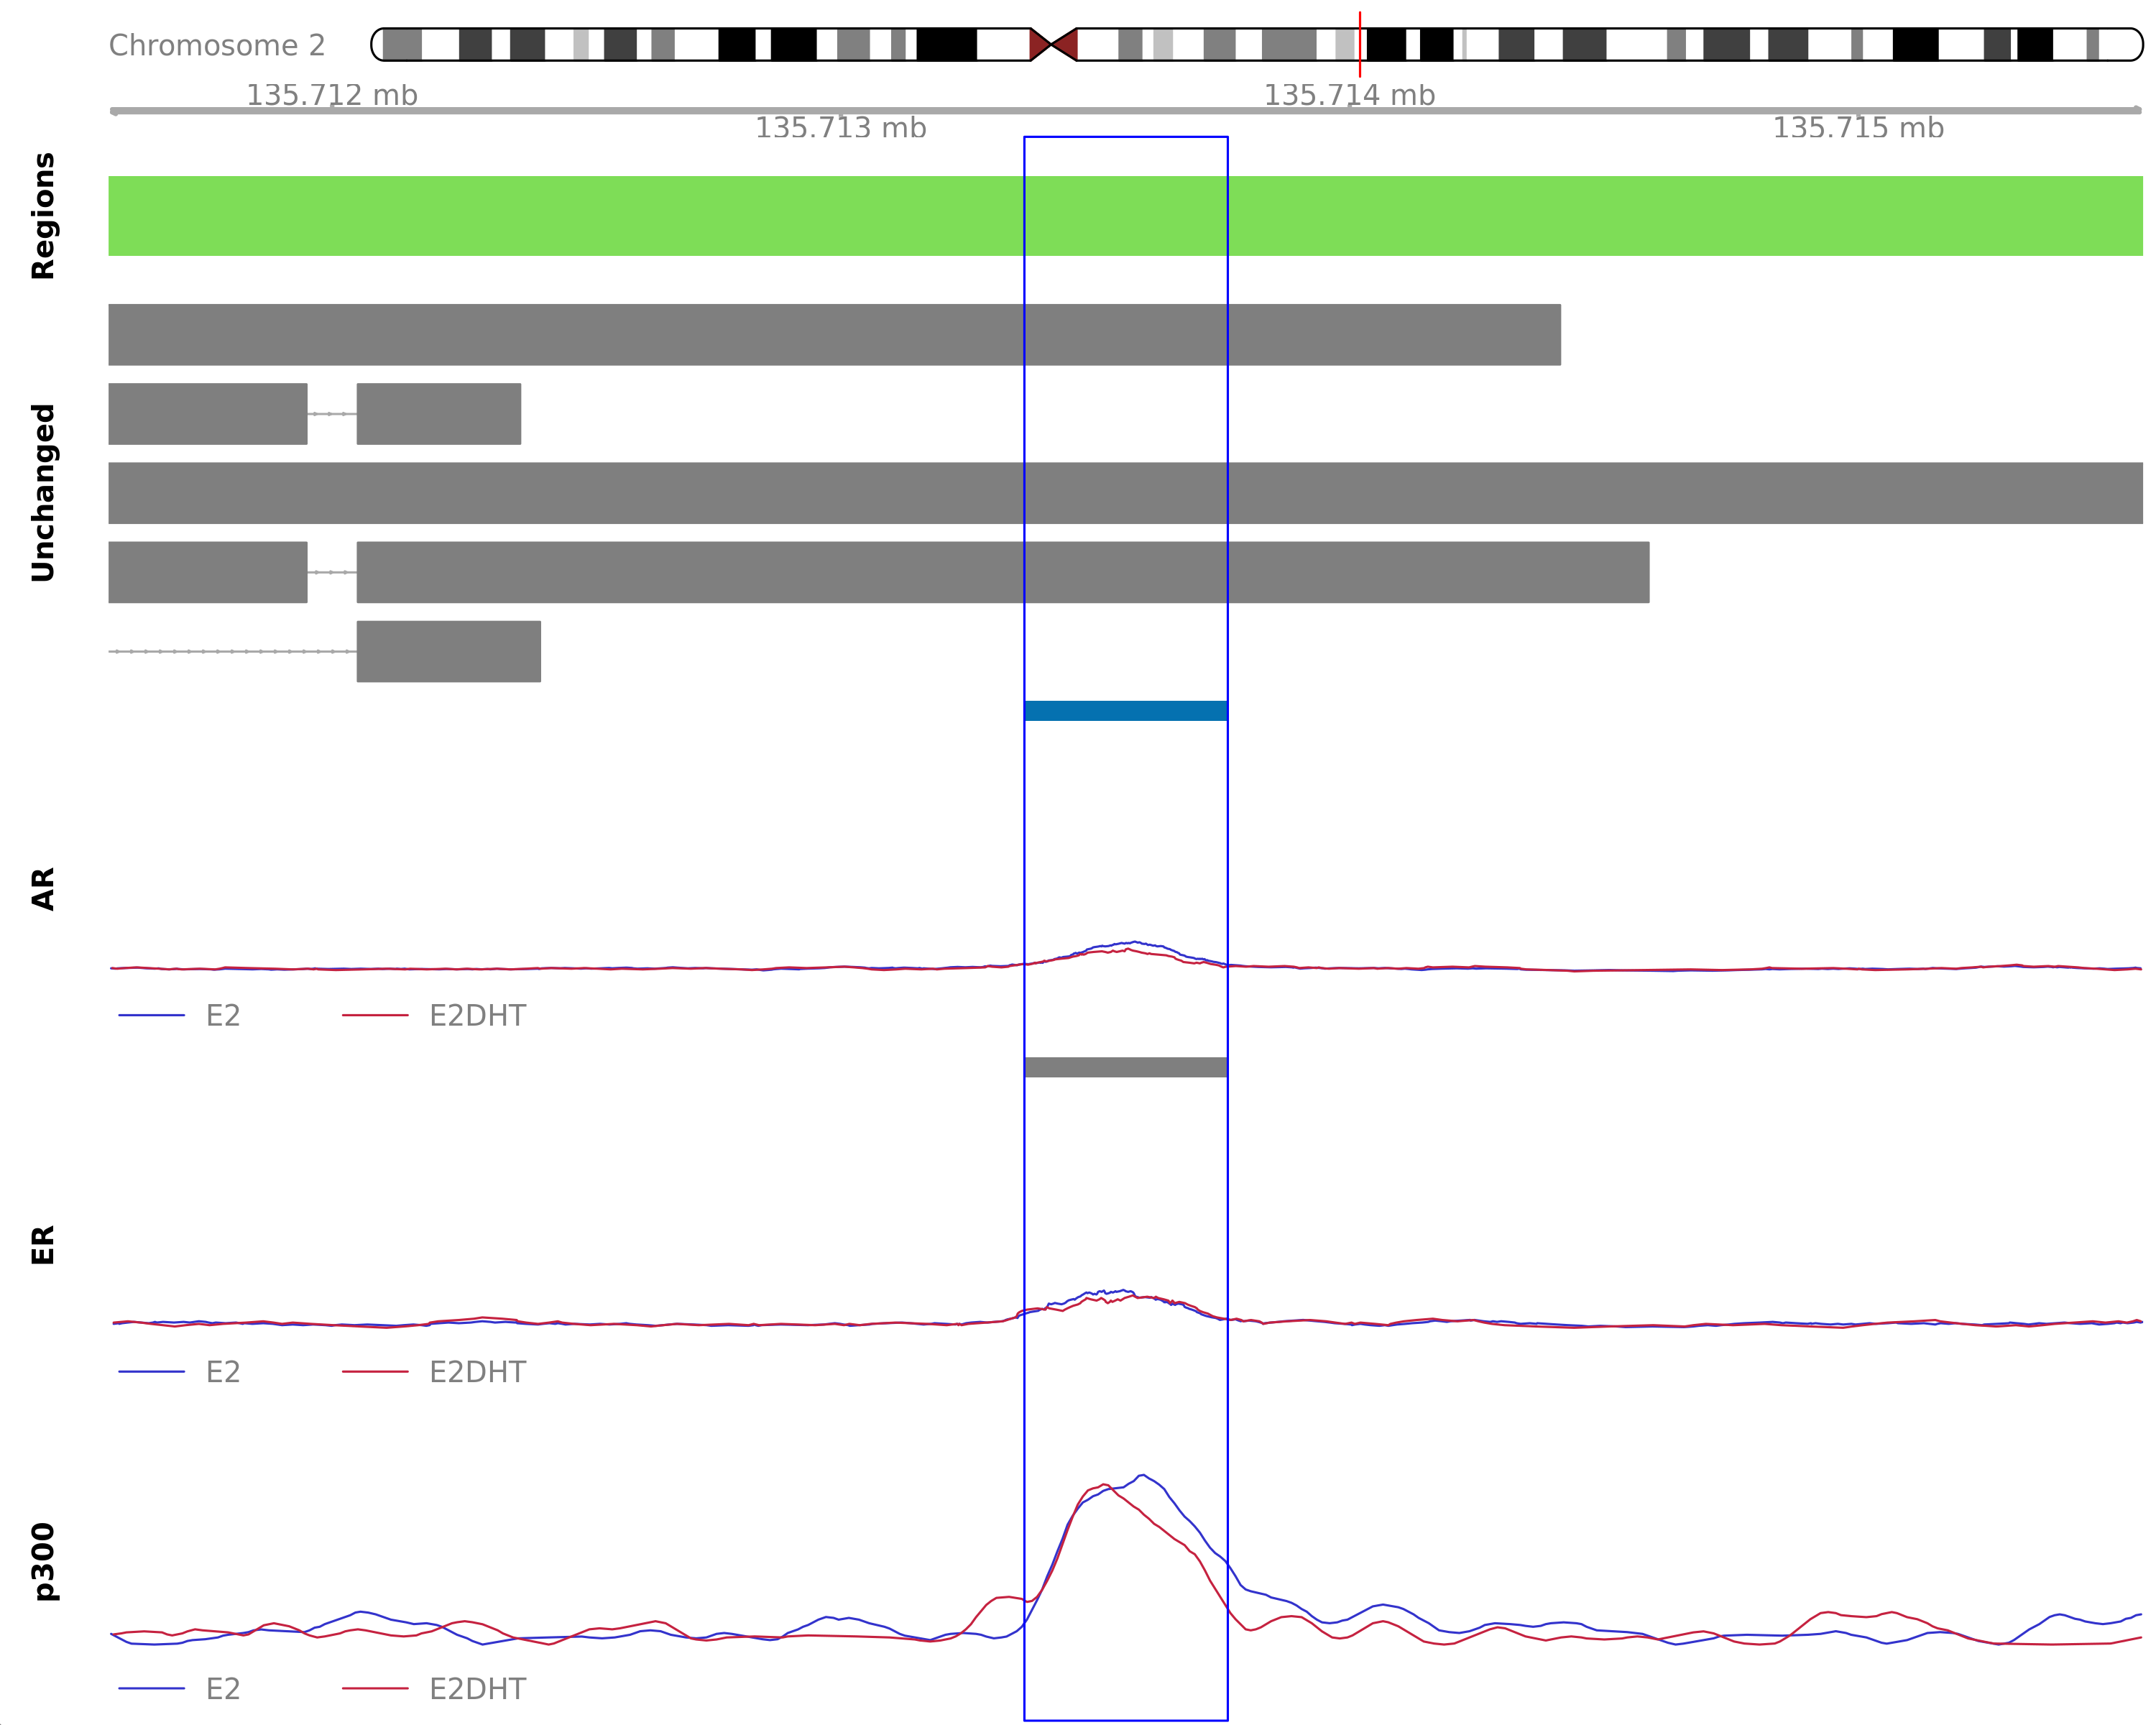 Chromosome 2
135.712 mb
135.714 mb
135.713 mb
135.715 mb
Regions
Unchanged
AR
E2 E2DHT
ER
E2 E2DHT
p300
E2 E2DHT